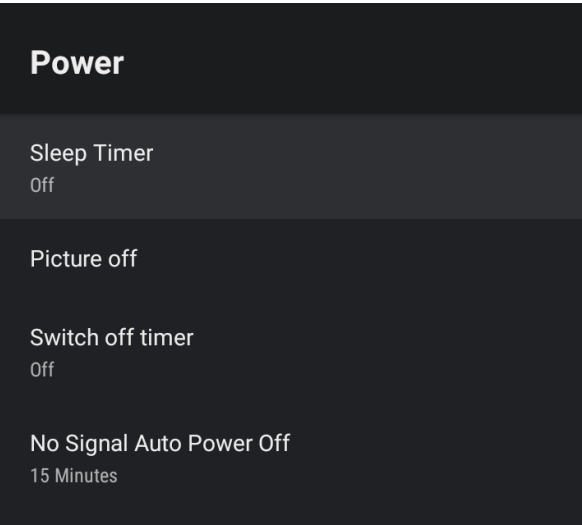 Power
Sleep Timer
Off
Picture off
Switch off timer
Off
No Signal Auto Power Off
15 Minutes